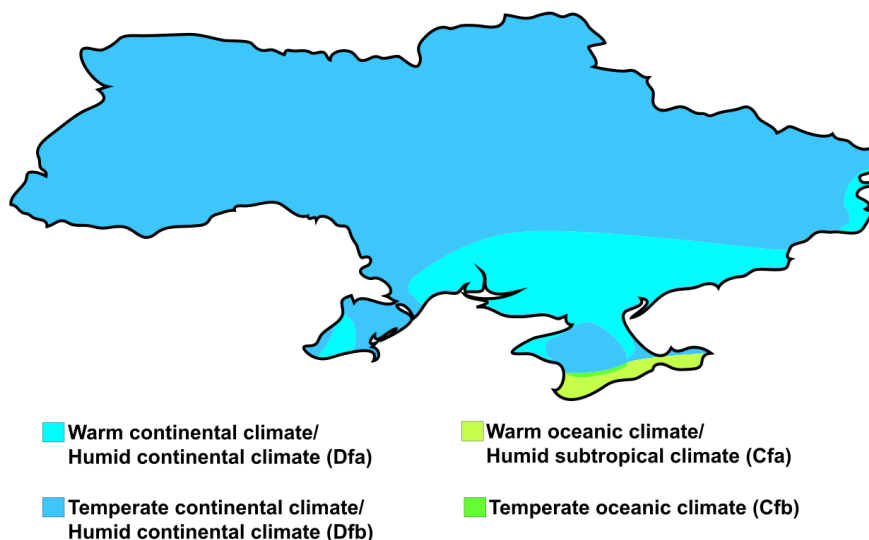 Warm continental climate/
Humid continental climate (Dfa)
Temperate continental climate/
Humid continental climate (Dfb)
Warm oceanic climate/
Humid subtropical climate (Cfa)
Temperate oceanic climate (Cfb)